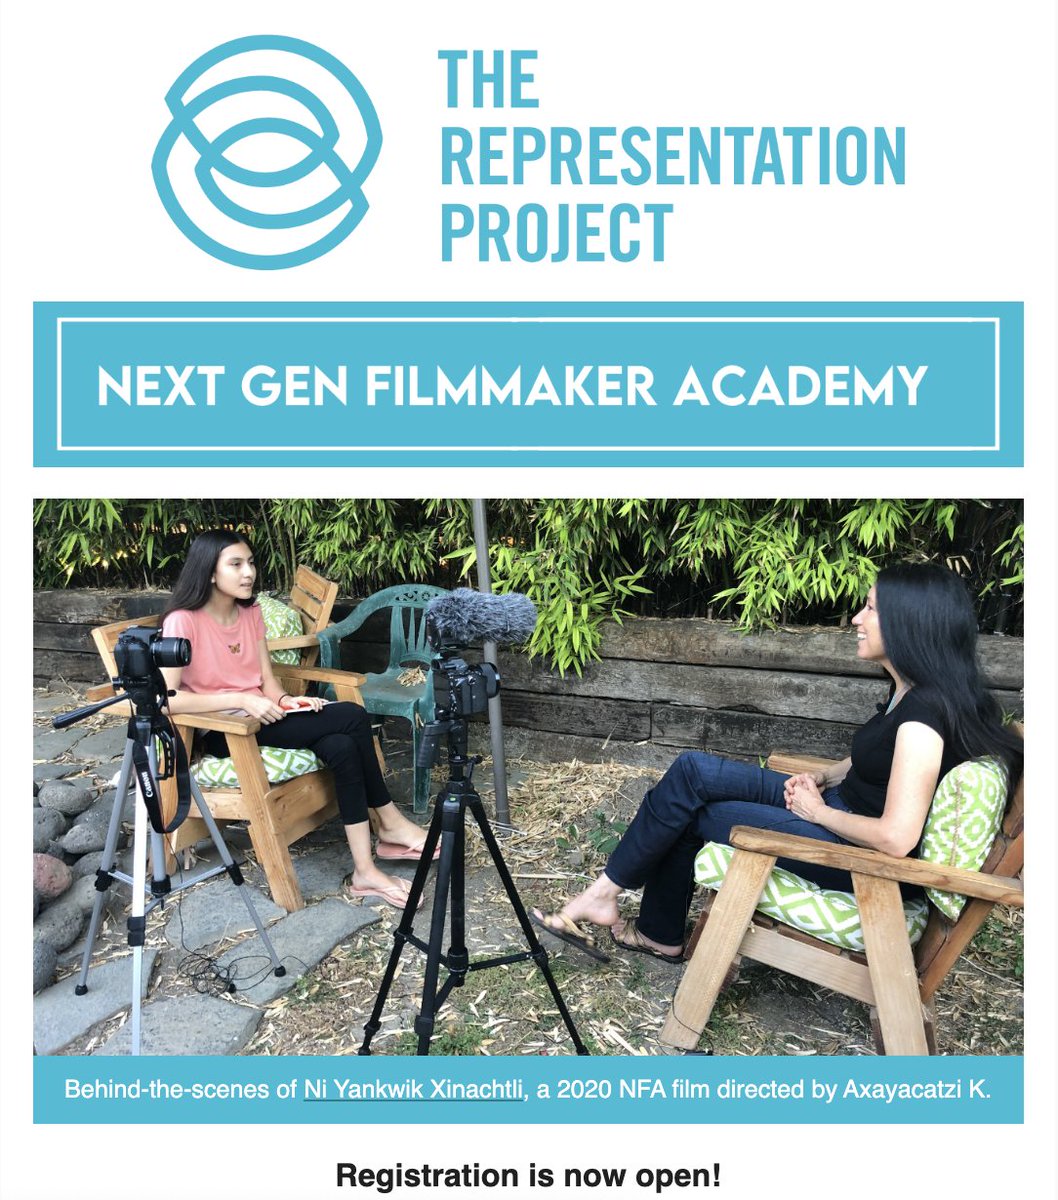 THE
REPRESENTATION
PROJECT
NEXT GEN FILMMAKER ACADEMY
Canon
Behind-the-scenes of Ni Yankwik Xinachtli, a 2020 NFA film directed by Axayacatzi K.
Registration is now open!